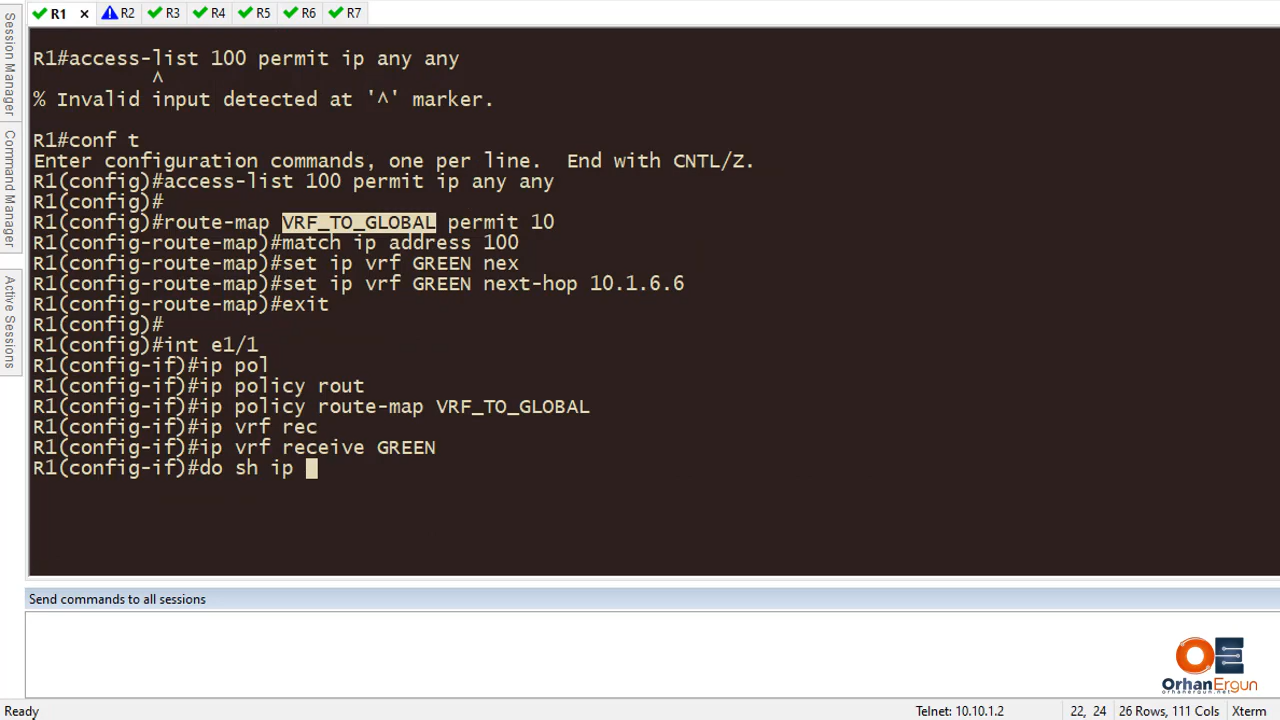 R1 × R2 R3 R4 R5 R6 R7
Session Manager
Command Manager
Active Sessions
R1#access-list 100 permit ip any any
^
% Invalid input detected at '^' marker.
R1#conf t
Enter configuration commands, one per line.  End with CNTL/Z.
R1(config)#access-list 100 permit ip any any
R1(config)#
R1(config)#route-map VRF_TO_GLOBAL permit 10
R1(config-route-map)#match ip address 100
R1(config-route-map)#set ip vrf GREEN nex
R1(config-route-map)#set ip vrf GREEN next-hop 10.1.6.6
R1(config-route-map)#exit
R1(config)#
R1(config)#int e1/1
R1(config-if)#ip pol
R1(config-if)#ip policy rout
R1(config-if)#ip policy route-map VRF_TO_GLOBAL
R1(config-if)#ip vrf rec
R1(config-if)#ip vrf receive GREEN
R1(config-if)#do sh ip
Send commands to all sessions
OE
OrhanErgun
orhanergun.net
Ready Telnet: 10.10.1.2 22, 24 26 Rows, 111 Cols Xterm